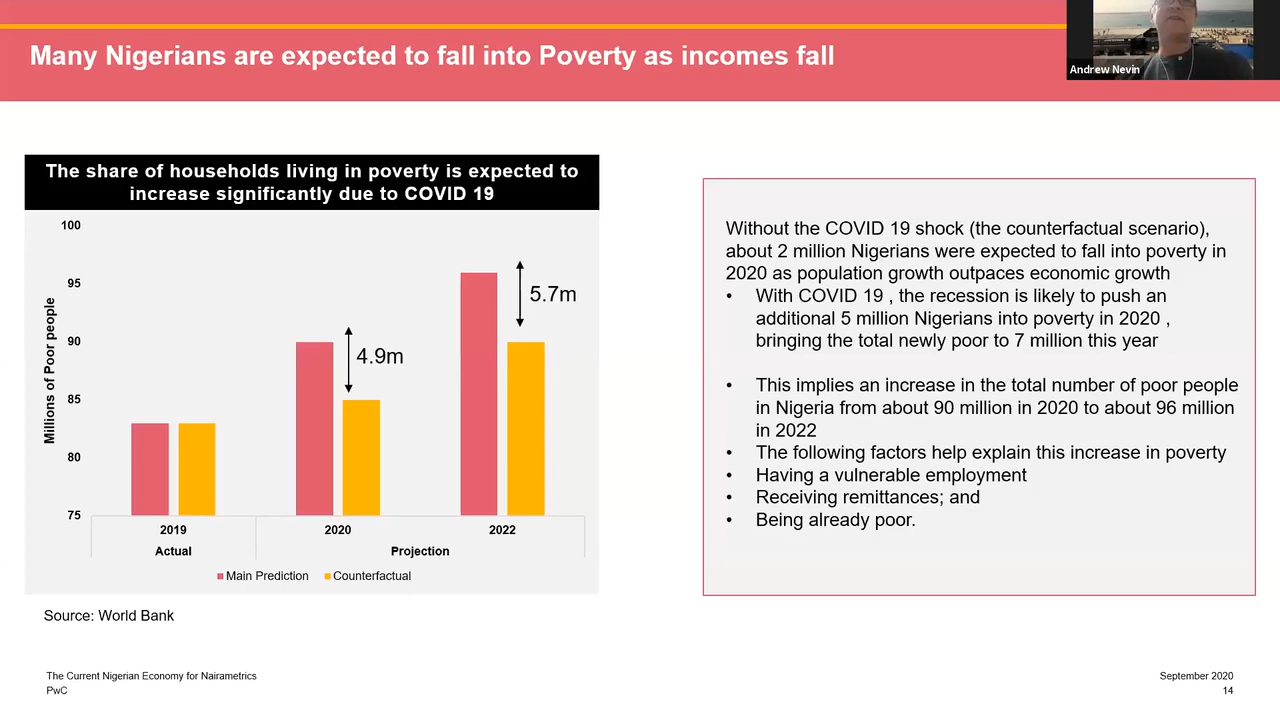 Many Nigerians are expected to fall into Poverty as incomes fall
Andrew Nevin
The share of households living in poverty is expected to
increase significantly due to COVID 19
Millions of Poor people
100
95
90
85
80
75
4.9m
5.7m
2019
2020
2022
Actual
Projection
Main Prediction
Counterfactual
Source: World Bank
Without the COVID 19 shock (the counterfactual scenario),
about 2 million Nigerians were expected to fall into poverty in
2020 as population growth outpaces economic growth
• With COVID 19 , the recession is likely to push an
additional 5 million Nigerians into poverty in 2020 ,
bringing the total newly poor to 7 million this year
• This implies an increase in the total number of poor people
in Nigeria from about 90 million in 2020 to about 96 million
in 2022
• The following factors help explain this increase in poverty
• Having a vulnerable employment
• Receiving remittances; and
• Being already poor.
The Current Nigerian Economy for Nairametrics
PwC
September 2020
14